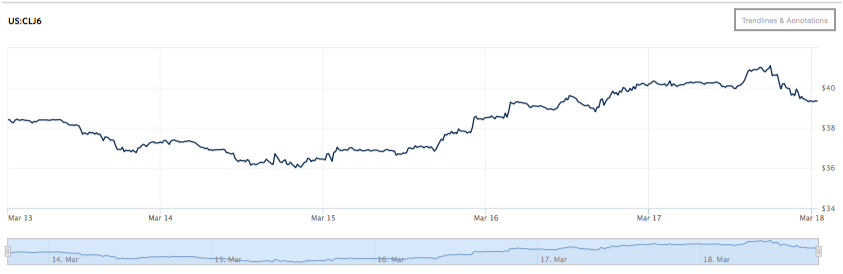 US:CLJ6
Trendlines & Annotations
$40
$38
$36
$34
Mar 13 Mar 14 Mar 15 Mar 16 Mar 17 Mar 18
14. Mar 15. Mar 16. Mar 17. Mar 18. Mar